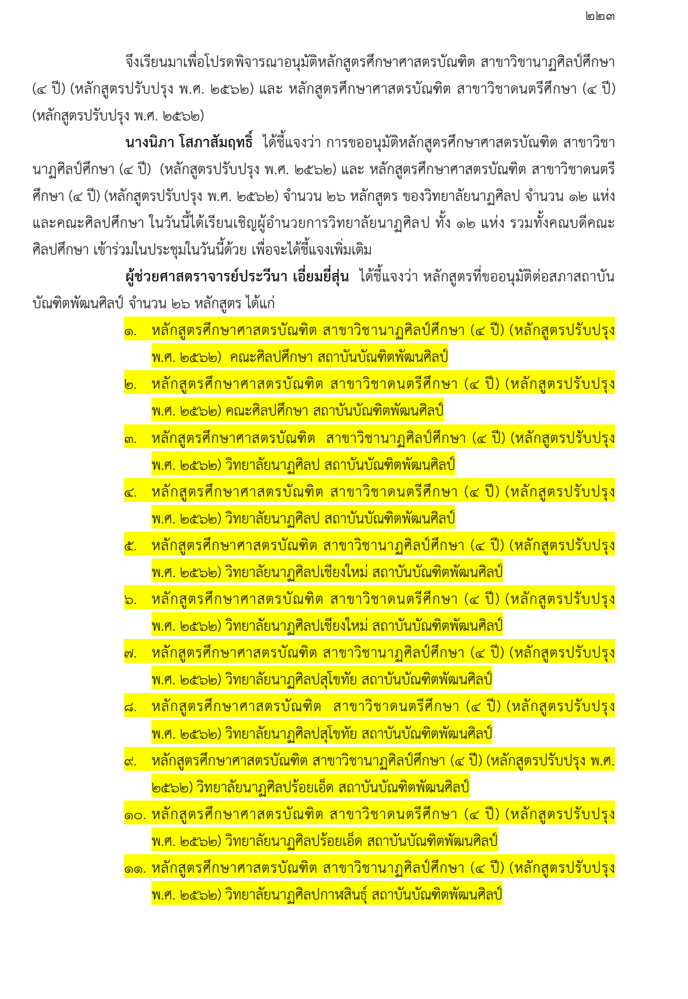 ๒๒๓
จึงเรียนมาเพื่อโปรดพิจารณาอนุมัติหลักสูตรศึกษาศาสตรบัณฑิต สาขาวิชานาฏศิลป์ศึกษา
(๔ ปี) (หลักสูตรปรับปรุง พ.ศ. ๒๕๖๒) และ หลักสูตรศึกษาศาสตรบัณฑิต สาขาวิชาดนตรีศึกษา (๔ ปี)
(หลักสูตรปรับปรุง พ.ศ. ๒๕๖๒)
นางนิภา โสภาสัมฤทธิ์ ได้ชี้แจงว่า การขออนุมัติหลักสูตรศึกษาศาสตรบัณฑิต สาขาวิชา
นาฏศิลป์ศึกษา (๔ ปี) (หลักสูตรปรับปรุง พ.ศ. ๒๕๖๒) และ หลักสูตรศึกษาศาสตรบัณฑิต สาขาวิชาดนตรี
ศึกษา (๔ ปี) (หลักสูตรปรับปรุง พ.ศ. ๒๕๖๒) จำนวน ๒๖ หลักสูตร ของวิทยาลัยนาฏศิลป จำนวน ๑๒ แห่ง
และคณะศิลปศึกษา ในวันนี้ได้เรียนเชิญผู้อำนวยการวิทยาลัยนาฏศิลป ทั้ง ๑๒ แห่ง รวมทั้งคณบดีคณะ
ศิลปศึกษา เข้าร่วมในประชุมในวันนี้ด้วย เพื่อจะได้ชี้แจงเพิ่มเติม
ผู้ช่วยศาสตราจารย์ประวีนา เอี่ยมยี่สุ่น ได้ชี้แจงว่า หลักสูตรที่ขออนุมัติต่อสภาสถาบัน
บัณฑิตพัฒนศิลป์ จำนวน ๒๖ หลักสูตร ได้แก่
๑. หลักสูตรศึกษาศาสตรบัณฑิต สาขาวิชานาฏศิลป์ศึกษา (๔ ปี) (หลักสูตรปรับปรุง
พ.ศ. ๒๕๖๒) คณะศิลปศึกษา สถาบันบัณฑิตพัฒนศิลป์
๒. หลักสูตรศึกษาศาสตรบัณฑิต สาขาวิชาดนตรีศึกษา (๔ ปี) (หลักสูตรปรับปรุง
พ.ศ. ๒๕๖๒) คณะศิลปศึกษา สถาบันบัณฑิตพัฒนศิลป์
๓. หลักสูตรศึกษาศาสตรบัณฑิต สาขาวิชานาฏศิลป์ศึกษา (๔ ปี) (หลักสูตรปรับปรุง
พ.ศ. ๒๕๖๒) วิทยาลัยนาฏศิลป สถาบันบัณฑิตพัฒนศิลป์
๔. หลักสูตรศึกษาศาสตรบัณฑิต สาขาวิชาดนตรีศึกษา (๔ ปี) (หลักสูตรปรับปรุง
พ.ศ. ๒๕๖๒) วิทยาลัยนาฏศิลป สถาบันบัณฑิตพัฒนศิลป์
๕. หลักสูตรศึกษาศาสตรบัณฑิต สาขาวิชานาฏศิลป์ศึกษา (๔ ปี) (หลักสูตรปรับปรุง
พ.ศ. ๒๕๖๒) วิทยาลัยนาฏศิลปเชียงใหม่ สถาบันบัณฑิตพัฒนศิลป์
๖. หลักสูตรศึกษาศาสตรบัณฑิต สาขาวิชาดนตรีศึกษา (๔ ปี) (หลักสูตรปรับปรุง
พ.ศ. ๒๕๖๒) วิทยาลัยนาฏศิลปเชียงใหม่ สถาบันบัณฑิตพัฒนศิลป์
๗. หลักสูตรศึกษาศาสตรบัณฑิต สาขาวิชานาฏศิลป์ศึกษา (๔ ปี) (หลักสูตรปรับปรุง
พ.ศ. ๒๕๖๒) วิทยาลัยนาฏศิลปสุโขทัย สถาบันบัณฑิตพัฒนศิลป์
๘. หลักสูตรศึกษาศาสตรบัณฑิต สาขาวิชาดนตรีศึกษา (๔ ปี) (หลักสูตรปรับปรุง
พ.ศ. ๒๕๖๒) วิทยาลัยนาฏศิลปสุโขทัย สถาบันบัณฑิตพัฒนศิลป์
๙. หลักสูตรศึกษาศาสตรบัณฑิต สาขาวิชานาฏศิลป์ศึกษา (๔ ปี) (หลักสูตรปรับปรุง พ.ศ.
๒๕๖๒) วิทยาลัยนาฏศิลปร้อยเอ็ด สถาบันบัณฑิตพัฒนศิลป์
๑๐. หลักสูตรศึกษาศาสตรบัณฑิต สาขาวิชาดนตรีศึกษา (๔ ปี) (หลักสูตรปรับปรุง
พ.ศ. ๒๕๖๒) วิทยาลัยนาฏศิลปร้อยเอ็ด สถาบันบัณฑิตพัฒนศิลป์
๑๑. หลักสูตรศึกษาศาสตรบัณฑิต สาขาวิชานาฏศิลป์ศึกษา (๔ ปี) (หลักสูตรปรับปรุง
พ.ศ. ๒๕๖๒) วิทยาลัยนาฏศิลปกาฬสินธุ์ สถาบันบัณฑิตพัฒนศิลป์